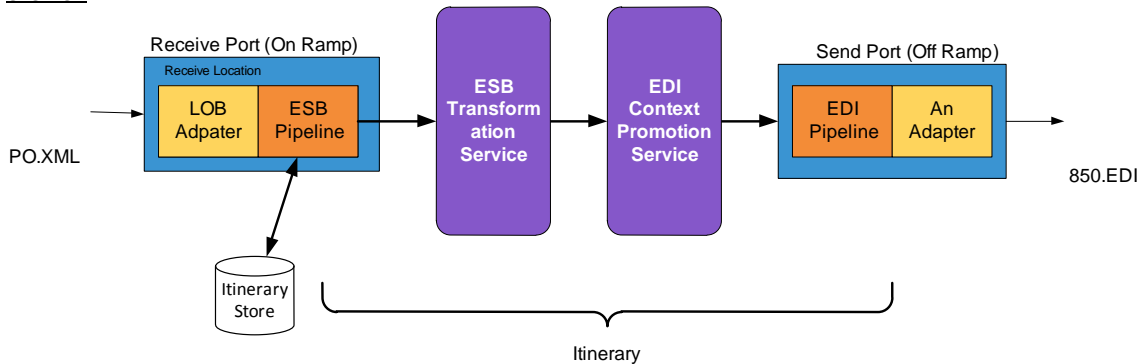 Receive Port (On Ramp)
Send Port (Off Ramp)
Receive Location
LOB
Adpater
ESB
Pipeline
ESB
Transform
ation
Service
EDI
Context
Promotion
Service
EDI
Pipeline
An
Adapter
PO.XML
850.EDI
Itinerary
Store
Itinerary